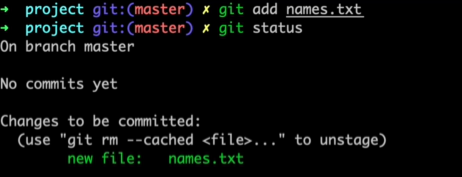 ➜  project git:(master) ✗ git add names.txt
➜  project git:(master) ✗ git status
On branch master

No commits yet

Changes to be committed:
  (use "git rm --cached <file>..." to unstage)
        new file:   names.txt